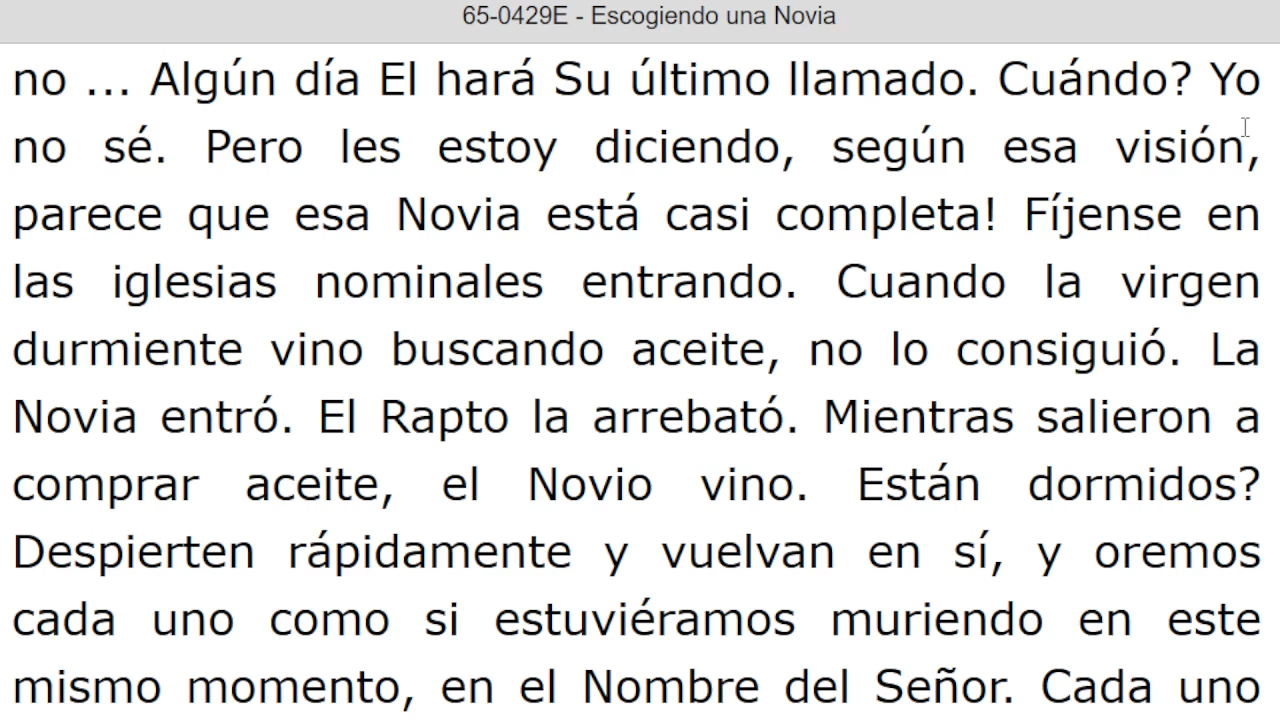 65-0429E - Escogiendo una Novia
no ... Algún día El hará Su último llamado. Cuándo? Yo
no sé. Pero les estoy diciendo, según esa visión,
parece que esa Novia está casi completa! Fíjense en
las iglesias nominales entrando. Cuando la virgen
durmiente vino buscando aceite, no lo consiguió. La
Novia entró. El Rapto la arrebató. Mientras salieron a
comprar aceite, el Novio vino. Están dormidos?
Despierten rápidamente y vuelvan en sí, y oremos
cada uno como si estuviéramos muriendo en este
mismo momento, en el Nombre del Señor. Cada uno